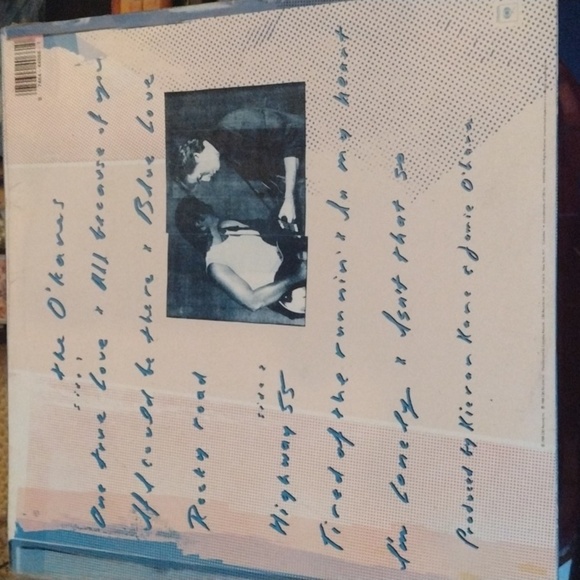 the O'kanes
side 1
One true Love x All because of you
If I could be there x Blue Love
Rocky road
side 2
Highway 55
Tired of the runnin' x In my heart
I'm Lonely x Isnt that so
Produced by Kieran Kane & Jamie O'hara